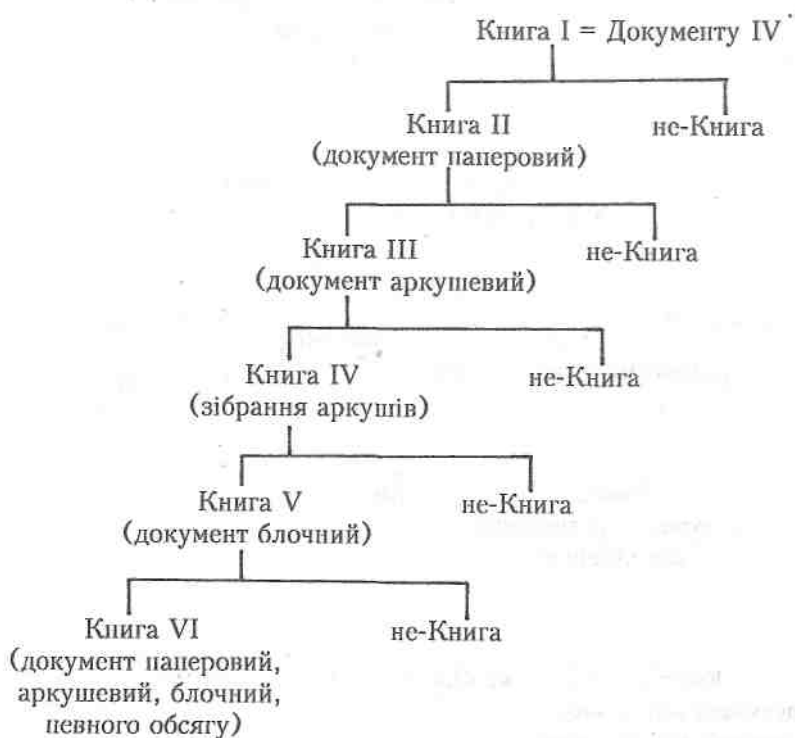 Книга I = Документу IV
Книга II не-Книга
(документ паперовий)
Книга III не-Книга
(документ аркушевий)
Книга IV не-Книга
(зібрання аркушів)
Книга V не-Книга
(документ блочний)
Книга VI не-Книга
(документ паперовий,
аркушевий, блочний,
певного обсягу)